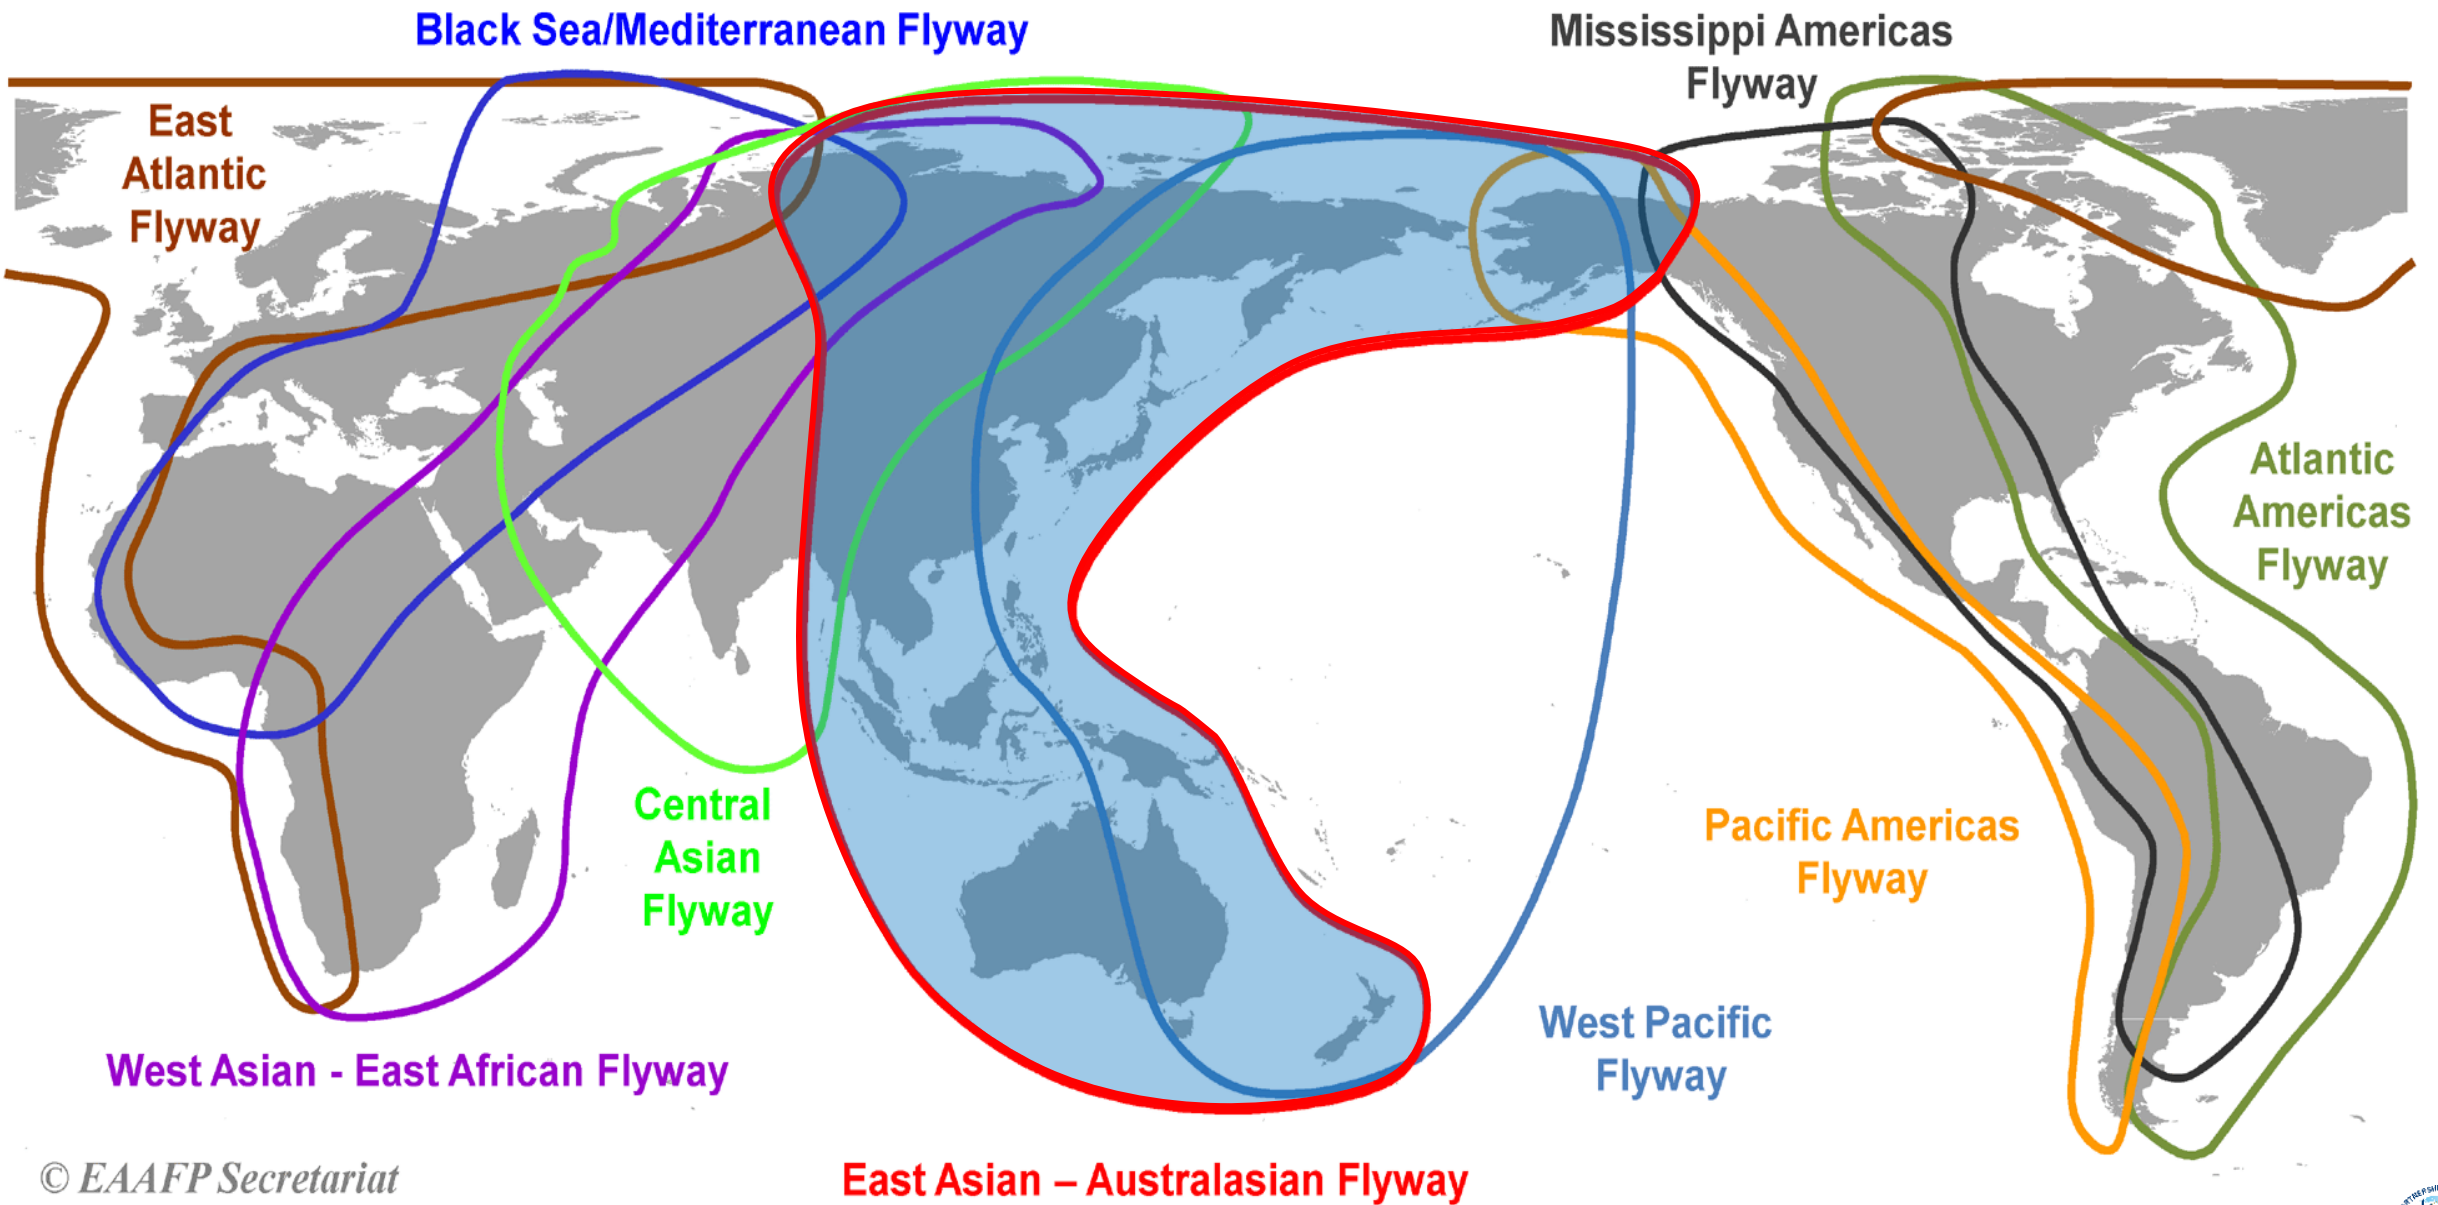 Black Sea/Mediterranean Flyway
Mississippi Americas
Flyway
East
Atlantic
Flyway
Atlantic
Americas
Flyway
Central
Asian
Flyway
Pacific Americas
Flyway
West Pacific
Flyway
West Asian - East African Flyway
© EAAFP Secretariat
East Asian – Australasian Flyway